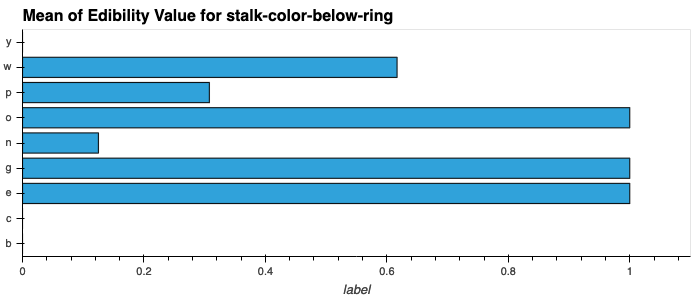 Mean of Edibility Value for stalk-color-below-ring
y
w
p
o
n
g
e
c
b
0 0.2 0.4 0.6 0.8 1
label